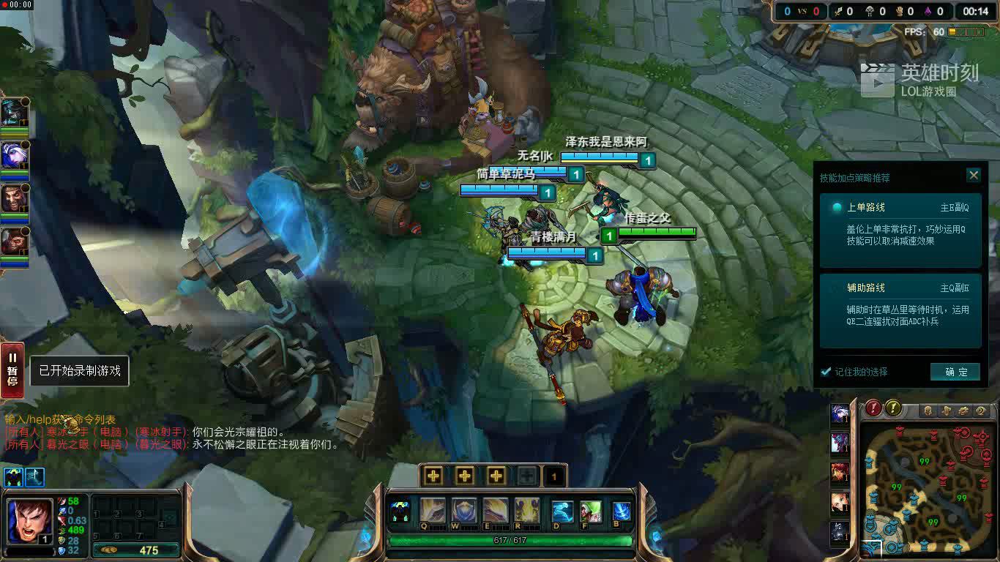 00:00
0 VS 0
0
0
0
0
00:14
FPS: 60
英雄时刻
LOL游戏圈
泽东我是恩来阿
1
无名ljk
1
简单草泥马
1
传蛋之父
1
青楼满月
1
技能加点策略推荐
上单路线
主E副Q
盖伦上单非常抗打，巧妙运用Q
技能可以取消减速效果
辅助路线
主Q副E
辅助时在草丛里等待时机，运用
QE二连骚扰对面ADC补兵
记住我的选择
确定
暂停
已开始录制游戏
输入/help获 命令列表
[所有人] 寒冰 手（电脑）(寒冰射手): 你们会光宗耀祖的。
[所有人] 暮光之眼（电脑）(暮光之眼): 永不松懈之眼正在注视着你们。
58
0
0.63
489
28
32
1
1
2
3
4
5
6
7
475
1
Q
W
E
R
D
F
B
617 / 617
99
99
99
99